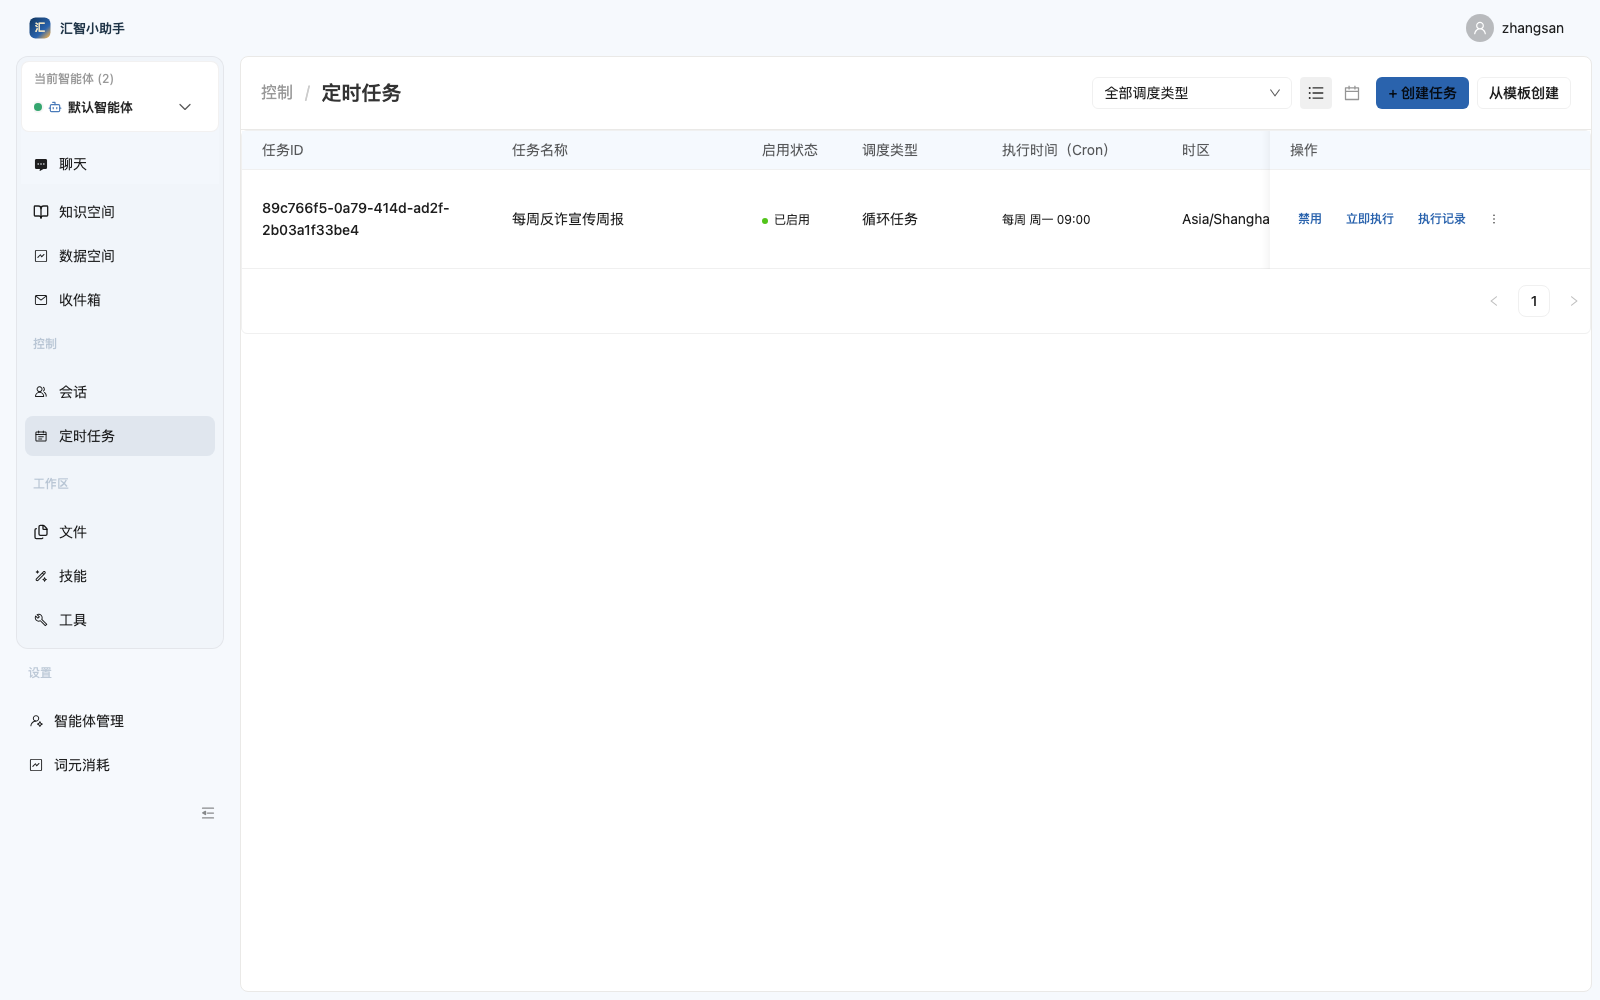 汇 汇智小助手
zhangsan
当前智能体 (2)
默认智能体
聊天
知识空间
数据空间
收件箱
控制
会话
定时任务
工作区
文件
技能
工具
设置
智能体管理
词元消耗
控制 / 定时任务
全部调度类型
+ 创建任务
从模板创建
任务ID 任务名称 启用状态 调度类型 执行时间（Cron） 时区 操作
89c766f5-0a79-414d-ad2f-
2b03a1f33be4
每周反诈宣传周报 已启用 循环任务 每周 周一 09:00 Asia/Shangha 禁用 立即执行 执行记录
1